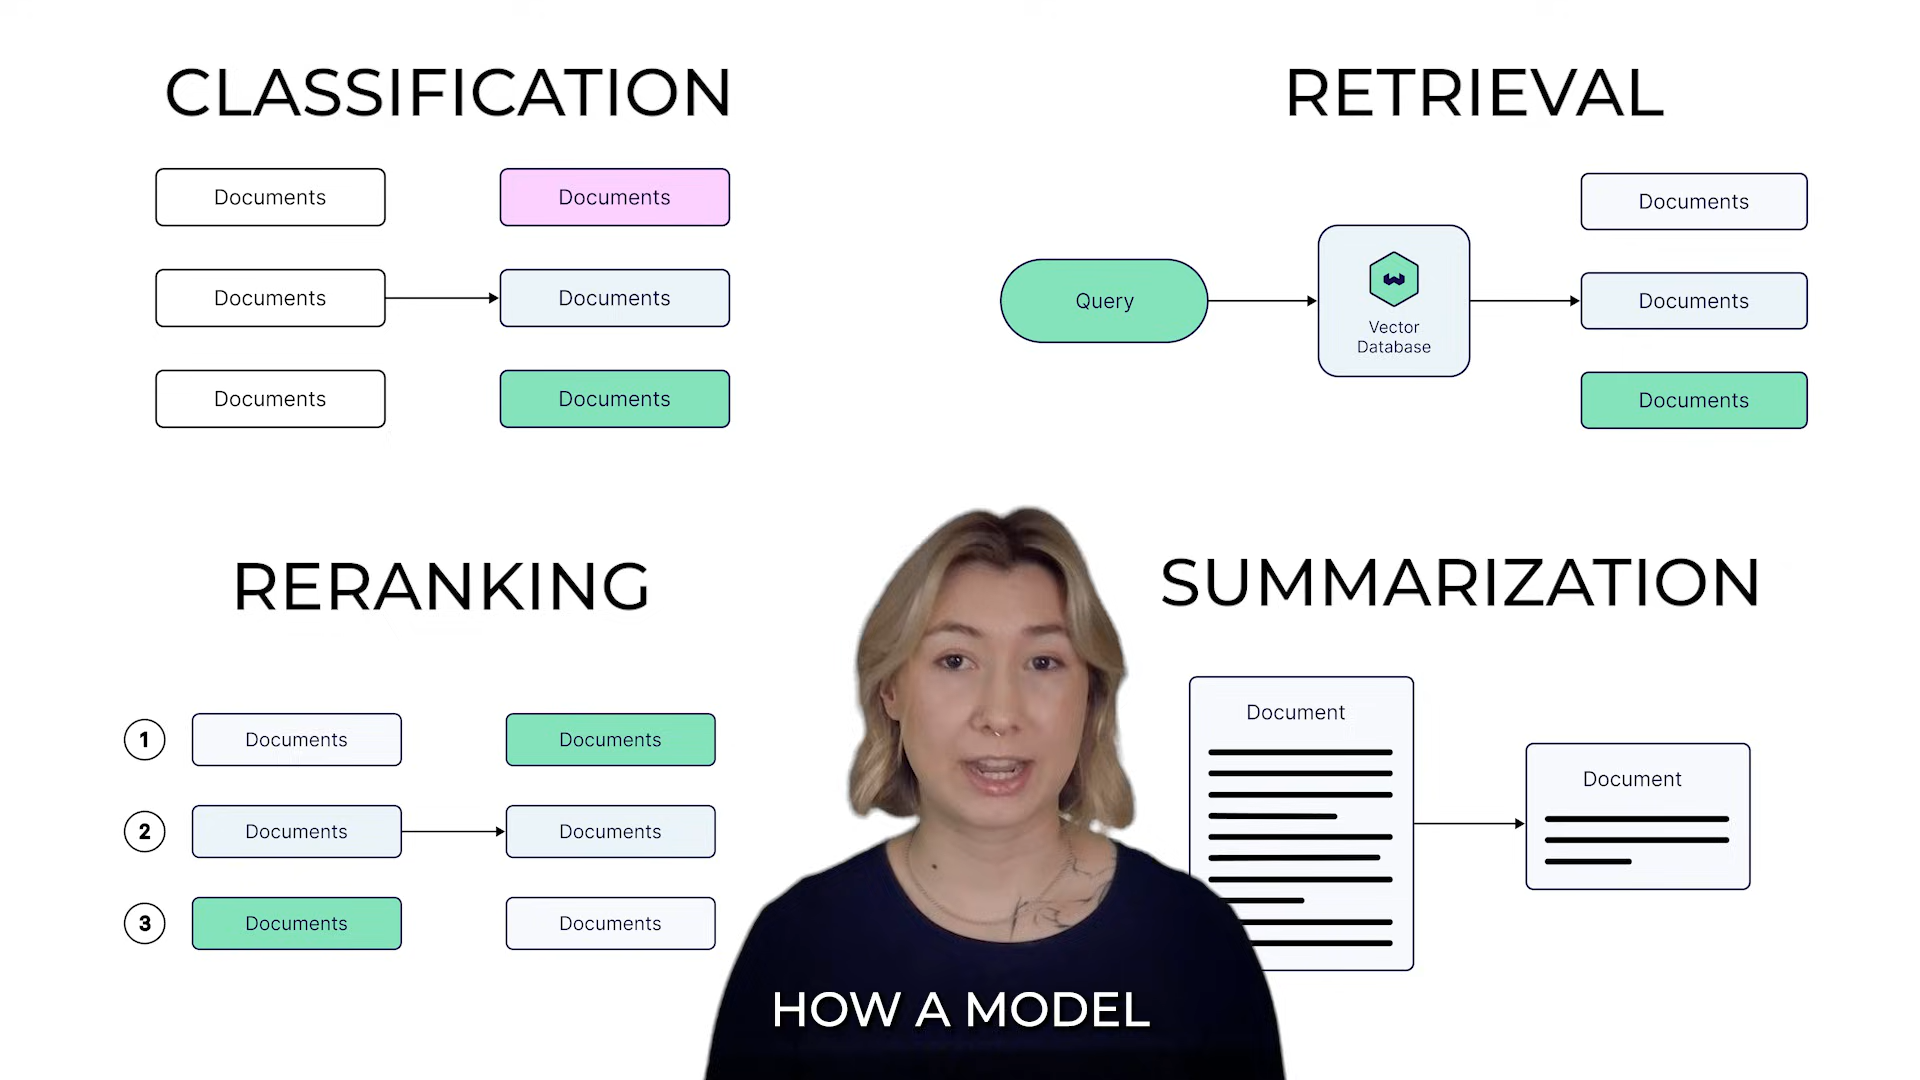 CLASSIFICATION
Documents
Documents
Documents
Documents
Documents
Documents
RETRIEVAL
Query
Vector
Database
Documents
Documents
Documents
RERANKING
1
Documents
Documents
2
Documents
Documents
3
Documents
Documents
SUMMARIZATION
Document
Document
HOW A MODEL